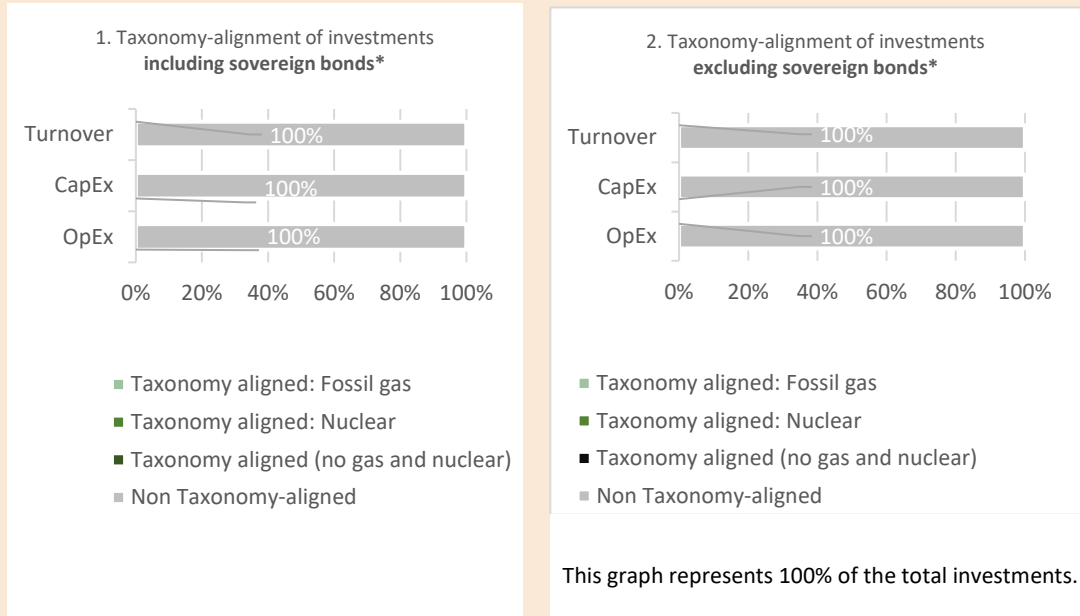 1. Taxonomy-alignment of investments
including sovereign bonds*
Turnover
100%
CapEx
100%
OpEx
100%
0% 20% 40% 60% 80% 100%
Taxonomy aligned: Fossil gas
Taxonomy aligned: Nuclear
Taxonomy aligned (no gas and nuclear)
Non Taxonomy-aligned
2. Taxonomy-alignment of investments
excluding sovereign bonds*
Turnover
100%
CapEx
100%
OpEx
100%
0% 20% 40% 60% 80% 100%
Taxonomy aligned: Fossil gas
Taxonomy aligned: Nuclear
Taxonomy aligned (no gas and nuclear)
Non Taxonomy-aligned
This graph represents 100% of the total investments.